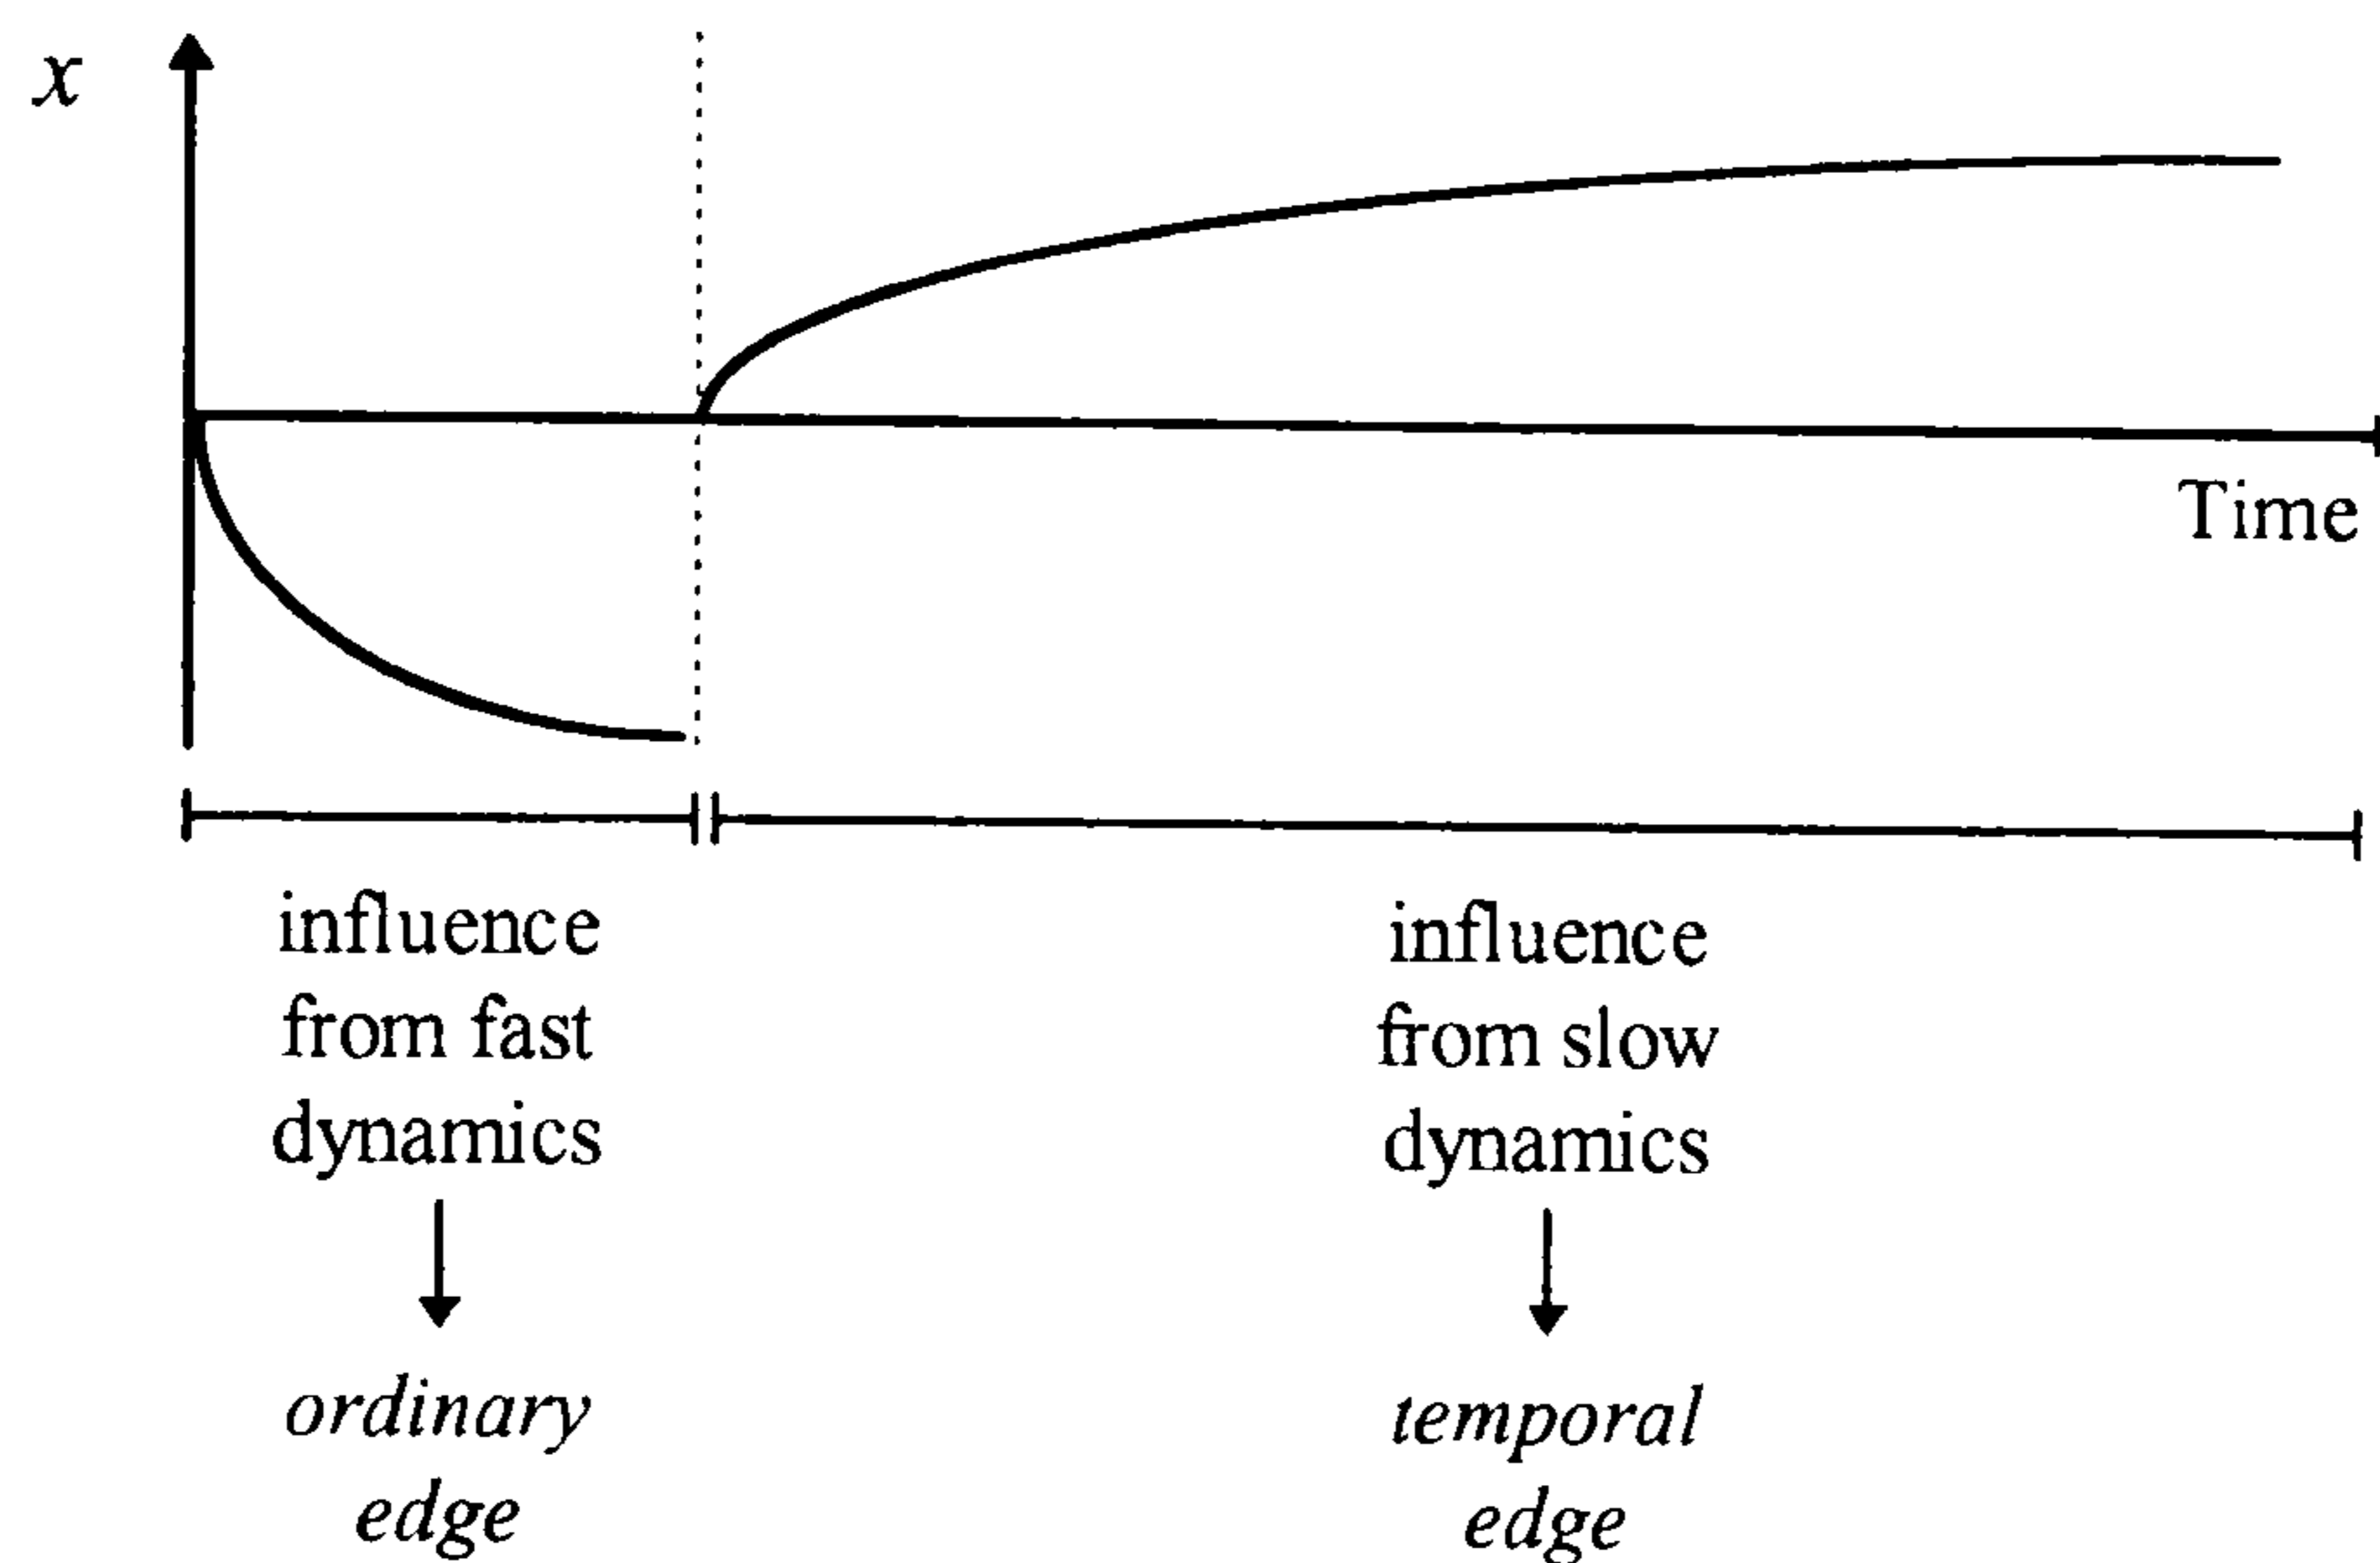 x
Time
influence
from fast
dynamics
ordinary
edge
influence
from slow
dynamics
temporal
edge